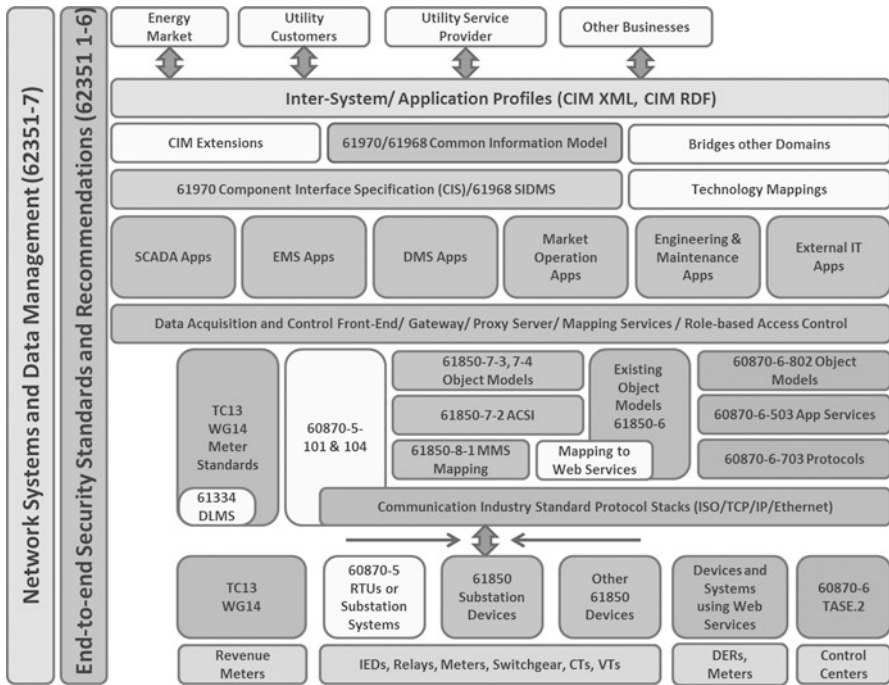 Network Systems and Data Management (62351-7)
End-to-end Security Standards and Recommendations (62351 1-6)
Energy
Market
Utility
Customers
Utility Service
Provider
Other Businesses
Inter-System/ Application Profiles (CIM XML, CIM RDF)
CIM Extensions
61970/61968 Common Information Model
Bridges other Domains
61970 Component Interface Specification (CIS)/61968 SIDMS
Technology Mappings
SCADA Apps
EMS Apps
DMS Apps
Market
Operation
Apps
Engineering &
Maintenance
Apps
External IT
Apps
Data Acquisition and Control Front-End/ Gateway/ Proxy Server/ Mapping Services / Role-based Access Control
TC13
WG14
Meter
Standards
61334
DLMS
60870-5-
101 & 104
61850-7-3, 7-4
Object Models
61850-7-2 ACSI
61850-8-1 MMS
Mapping
Existing
Object
Models
61850-6
Mapping to
Web Services
60870-6-802 Object
Models
60870-6-503 App Services
60870-6-703 Protocols
Communication Industry Standard Protocol Stacks (ISO/TCP/IP/Ethernet)
TC13
WG14
60870-5
RTUs or
Substation
Systems
61850
Substation
Devices
Other
61850
Devices
Devices and
Systems
using Web
Services
60870-6
TASE.2
Revenue
Meters
IEDs, Relays, Meters, Switchgear, CTs, VTs
DERs,
Meters
Control
Centers